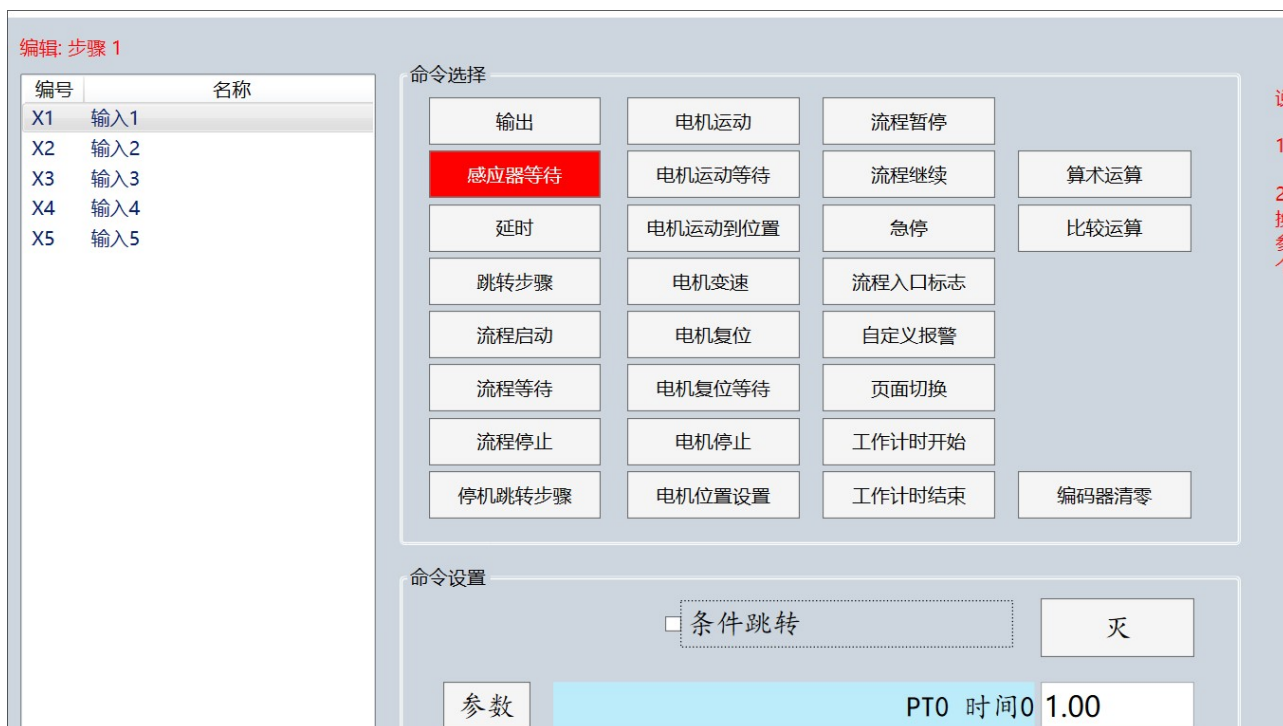 编辑: 步骤 1
编号 名称
X1 输入1
X2 输入2
X3 输入3
X4 输入4
X5 输入5
命令选择
输出 电机运动 流程暂停
感应器等待 电机运动等待 流程继续 算术运算
延时 电机运动到位置 急停 比较运算
跳转步骤 电机变速 流程入口标志
流程启动 电机复位 自定义报警
流程等待 电机复位等待 页面切换
流程停止 电机停止 工作计时开始
停机跳转步骤 电机位置设置 工作计时结束 编码器清零
命令设置
条件跳转 灭
参数 PT0 时间0 1.00
1
2